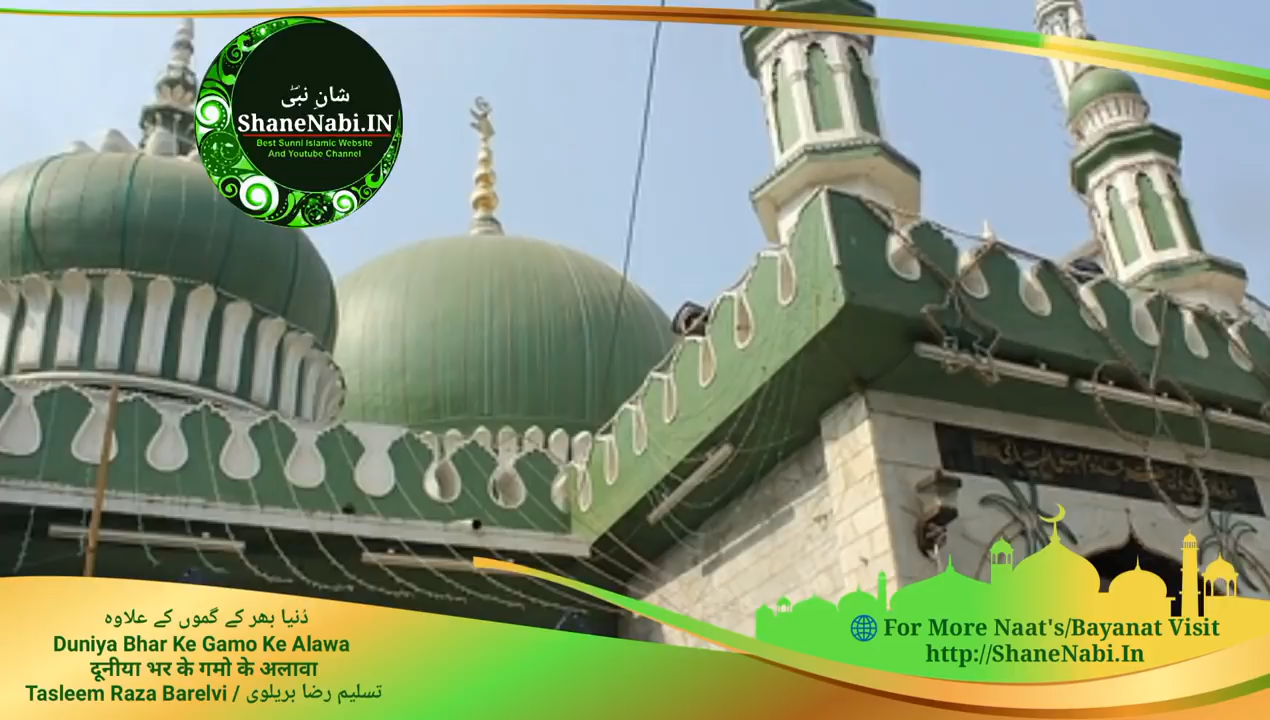 شانِ نبیؐ
ShaneNabi.IN
Best Sunni Islamic Website
And Youtube Channel
دُنیا بھر کے گموں کے علاوہ
Duniya Bhar Ke Gamo Ke Alawa
दूनीया भर के गमो के अलावा
Tasleem Raza Barelvi / تسلیم رضا بریلوی
For More Naat's/Bayanat Visit
http://ShaneNabi.In